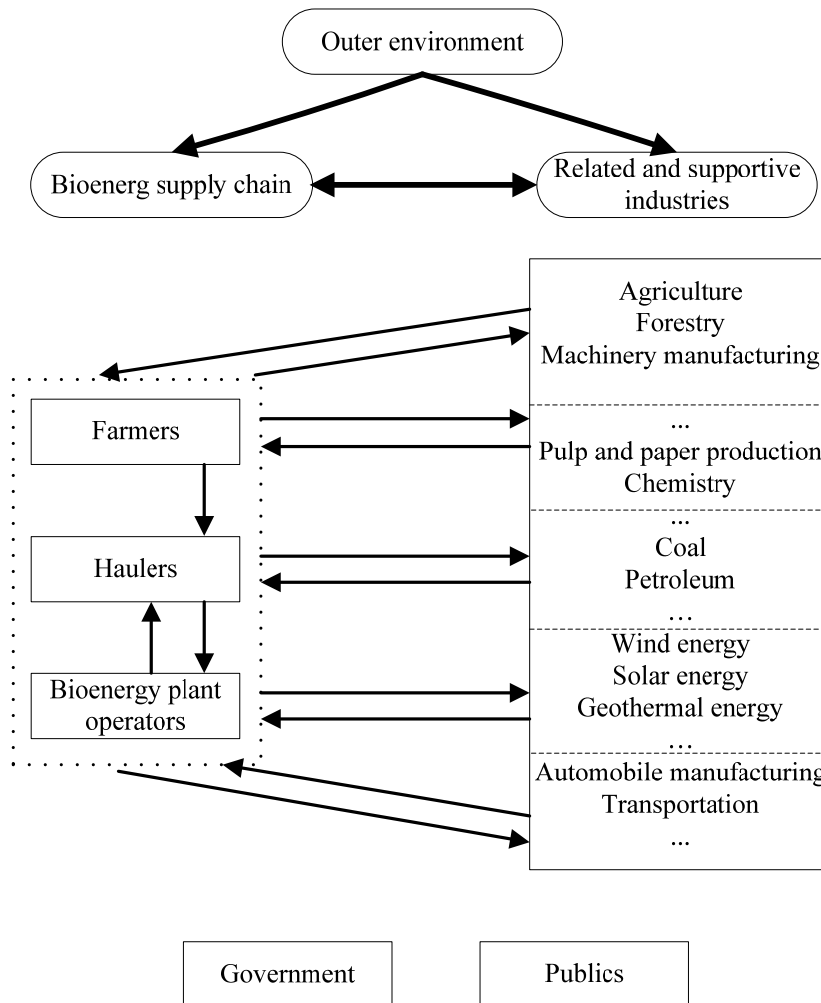 Outer environment
Bioenerg supply chain
Related and supportive
industries
Agriculture
Forestry
Machinery manufacturing
...
Pulp and paper production
Chemistry
...
Coal
Petroleum
...
Wind energy
Solar energy
Geothermal energy
...
Automobile manufacturing
Transportation
...
Farmers
Haulers
Bioenergy plant
operators
Government
Publics